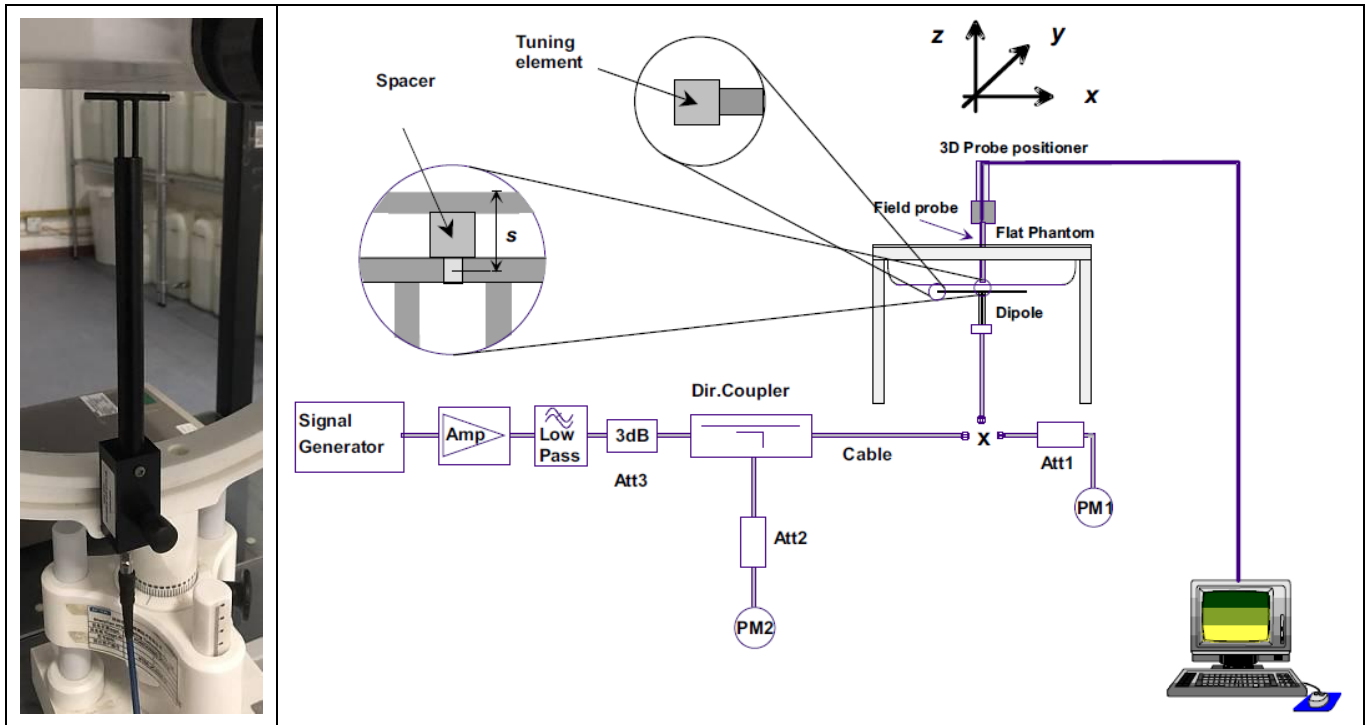 Tuning
element
Spacer
s
z
y
x
3D Probe positioner
Field probe
Flat Phantom
Dipole
Signal
Generator
Amp
Low
Pass
3dB
Att3
Dir.Coupler
Cable
x
Att1
PM1
Att2
PM2